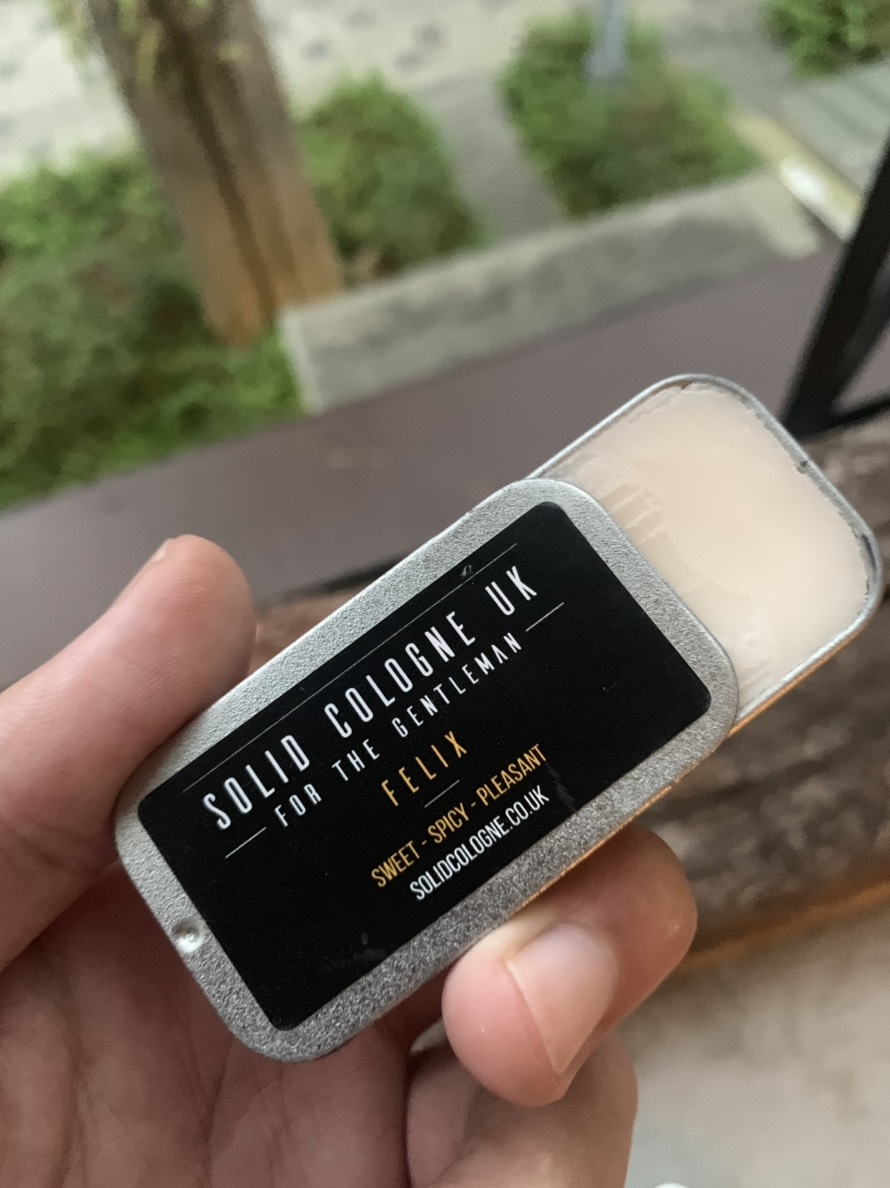 SOLID COLOGNE UK
FOR THE GENTLEMAN
FELIX
SWEET - SPICY - PLEASANT
SOLIDCOLOGNE.CO.UK